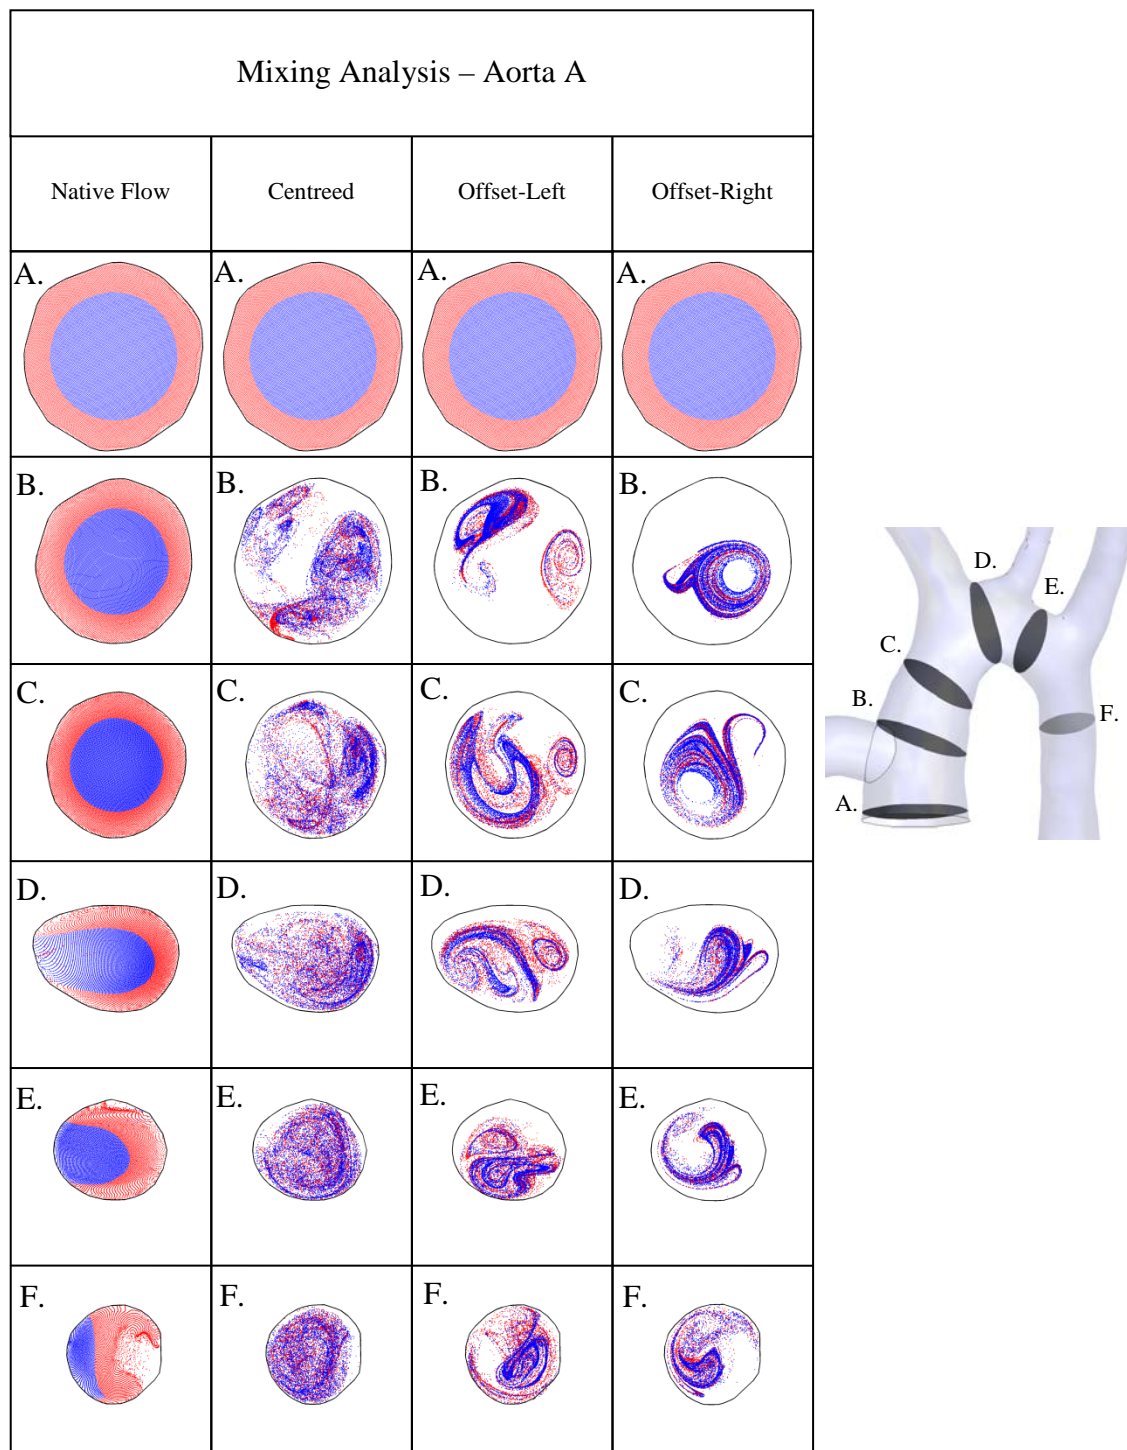 Mixing Analysis – Aorta A
Native Flow Centreed Offset-Left Offset-Right
A. A. A. A.
B. B. B. B.
C. C. C. C.
D. D. D. D.
E. E. E. E.
F. F. F. F.
D.
E.
C.
B.
F.
A.